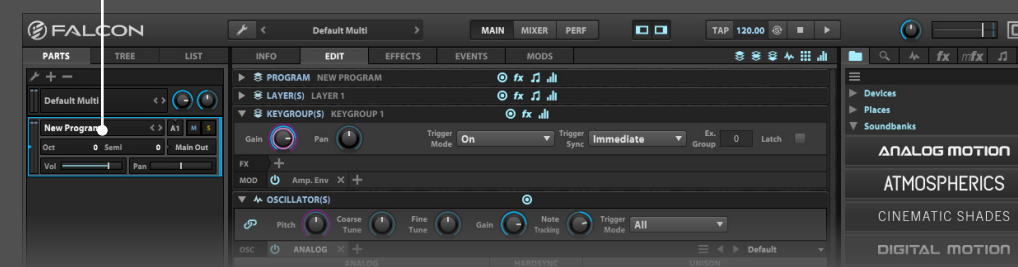 FALCON
Default Multi
MAIN MIXER PERF
TAP 120.00
PARTS TREE LIST
INFO EDIT EFFECTS EVENTS MODS
fx mfx
PROGRAM NEW PROGRAM fx
LAYER(S) LAYER 1 fx
KEYGROUP(S) KEYGROUP 1 fx
Default Multi
New Program A1 M S
Oct 0 Semi 0 Main Out
Vol Pan
Gain Pan Trigger Mode On Trigger Sync Immediate Ex. Group 0 Latch
FX
MOD Amp. Env
OSCILLATOR(S)
Pitch Coarse Tune Fine Tune Gain Note Tracking Trigger Mode All
OSC ANALOG Default
ANALOG HARDSYNC UNISON
Devices
Places
Soundbanks
ANALOG MOTION
ATMOSPHERICS
CINEMATIC SHADES
DIGITAL MOTION